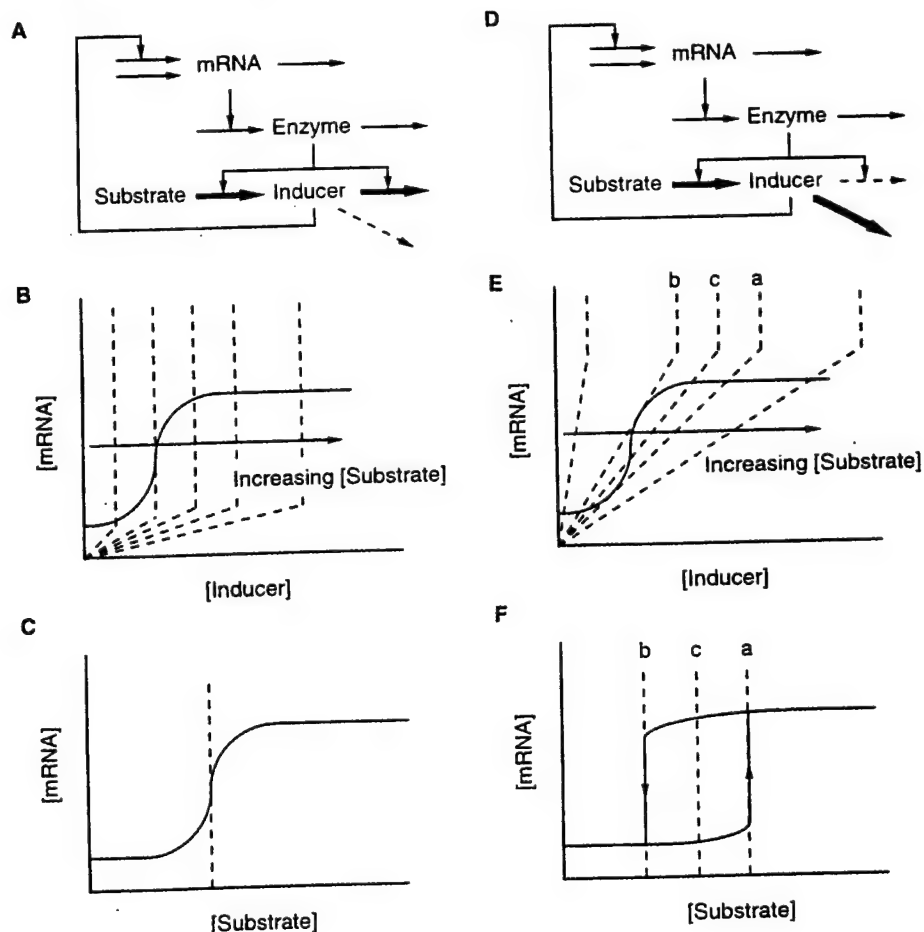 A
mRNA
Enzyme
Substrate
Inducer
B
[mRNA]
Increasing [Substrate]
[Inducer]
C
[mRNA]
[Substrate]
D
mRNA
Enzyme
Substrate
Inducer
E
b c a
[mRNA]
Increasing [Substrate]
[Inducer]
F
b c a
[mRNA]
[Substrate]